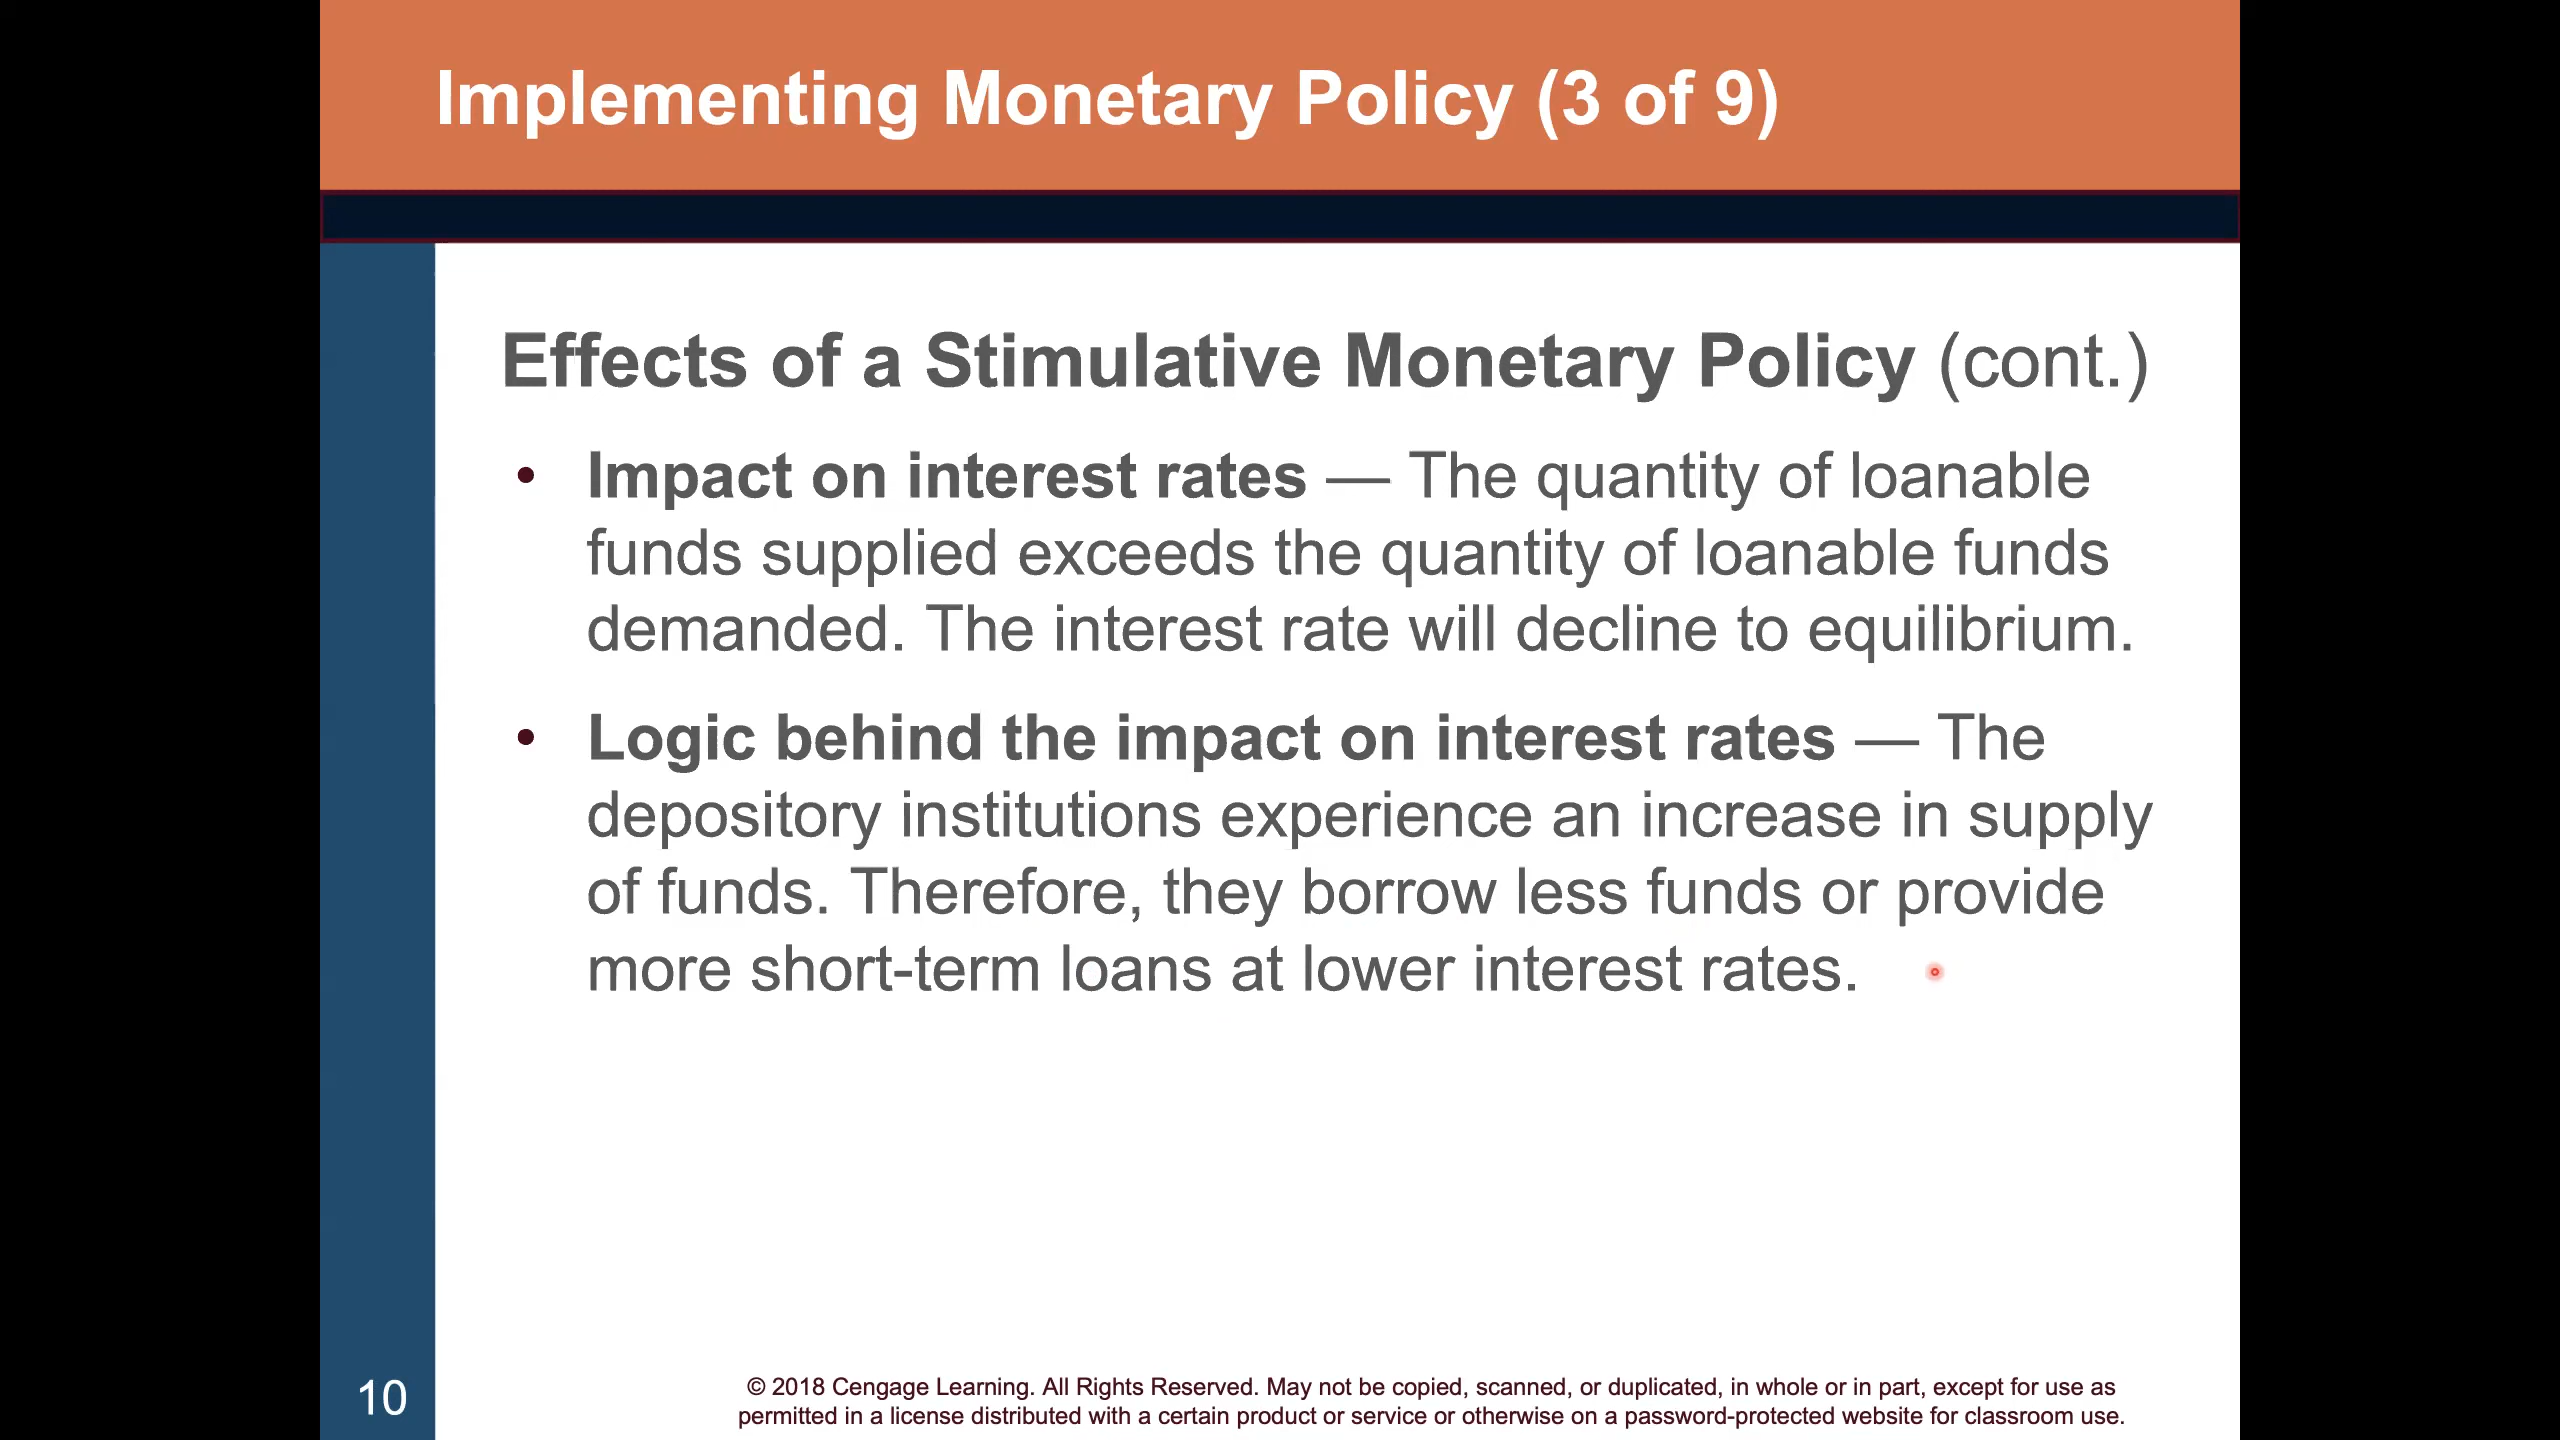 Implementing Monetary Policy (3 of 9)
Effects of a Stimulative Monetary Policy (cont.)
• Impact on interest rates — The quantity of loanable
funds supplied exceeds the quantity of loanable funds
demanded. The interest rate will decline to equilibrium.
• Logic behind the impact on interest rates — The
depository institutions experience an increase in supply
of funds. Therefore, they borrow less funds or provide
more short-term loans at lower interest rates.
10
© 2018 Cengage Learning. All Rights Reserved. May not be copied, scanned, or duplicated, in whole or in part, except for use as
permitted in a license distributed with a certain product or service or otherwise on a password-protected website for classroom use.